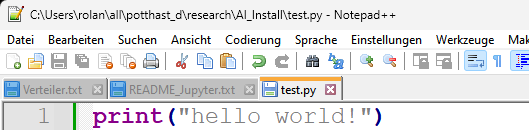 C:\Users\rolan\all\potthast_d\research\AI_Install\test.py - Notepad++
Datei Bearbeiten Suchen Ansicht Codierung Sprache Einstellungen Werkzeuge Mak
Verteiler.txt README_Jupyter.txt test.py
1 print("hello world!")